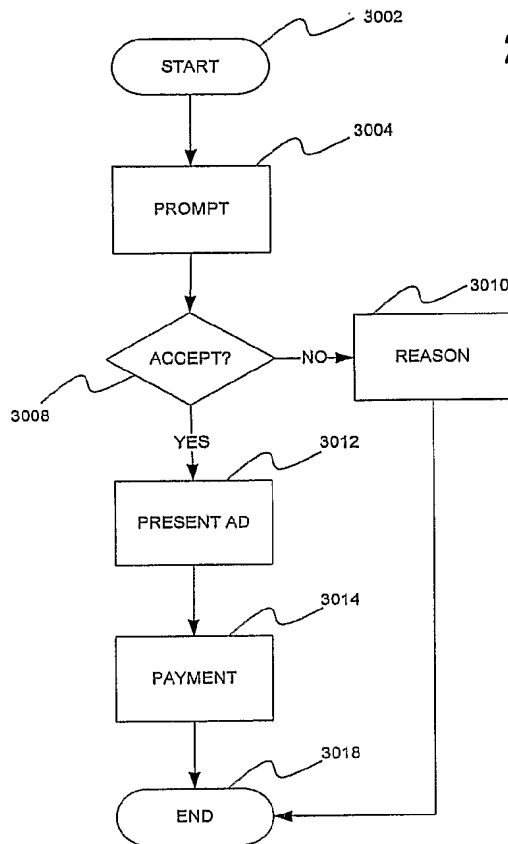 3002
START
3004
PROMPT
3010
ACCEPT?
NO
REASON
3008
YES
3012
PRESENT AD
3014
PAYMENT
3018
END